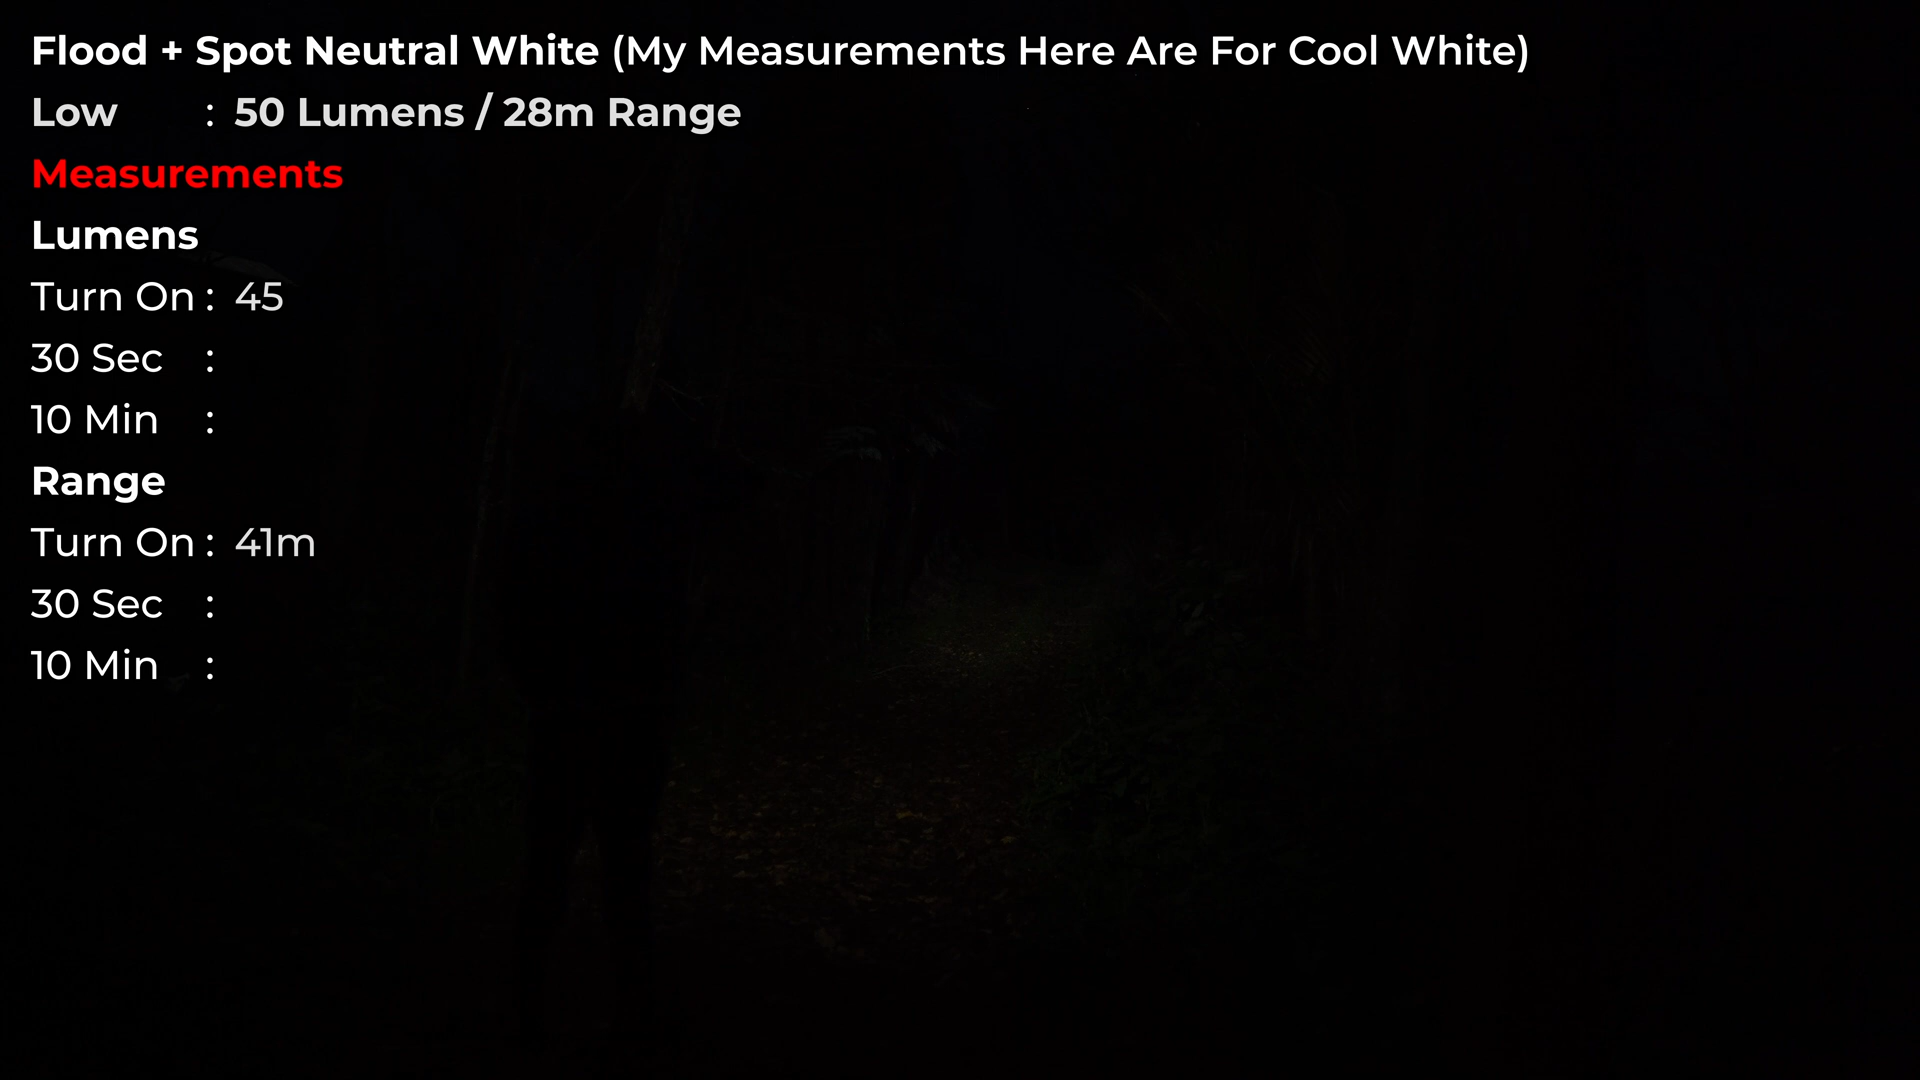 Flood + Spot Neutral White (My Measurements Here Are For Cool White)
Low : 50 Lumens / 28m Range
Measurements
Lumens
Turn On : 45
30 Sec :
10 Min :
Range
Turn On : 41m
30 Sec :
10 Min :